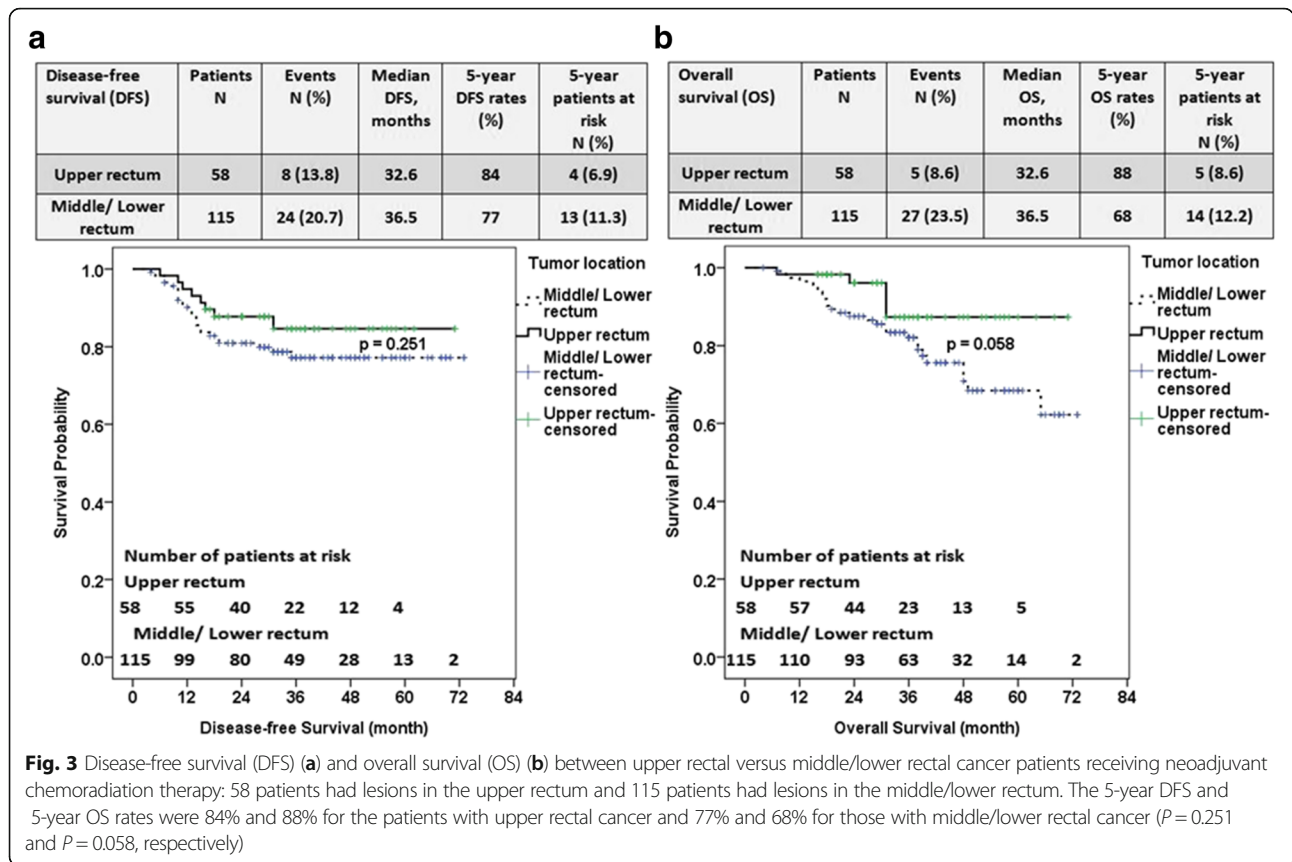 a
Disease-free survival (DFS) Patients N Events N (%) Median DFS, months 5-year DFS rates (%) 5-year patients at risk N (%)
Upper rectum 58 8 (13.8) 32.6 84 4 (6.9)
Middle/ Lower rectum 115 24 (20.7) 36.5 77 13 (11.3)
Survival Probability
1.0
0.8
0.6
0.4
0.2
0.0
p = 0.251
Tumor location
Middle/ Lower
rectum
Upper rectum
Middle/ Lower
rectum-
censored
Upper rectum-
censored
Number of patients at risk
Upper rectum
58 55 40 22 12 4
Middle/ Lower rectum
115 99 80 49 28 13 2
0 12 24 36 48 60 72 84
Disease-free Survival (month)
b
Overall survival (OS) Patients N Events N (%) Median OS, months 5-year OS rates (%) 5-year patients at risk N (%)
Upper rectum 58 5 (8.6) 32.6 88 5 (8.6)
Middle/ Lower rectum 115 27 (23.5) 36.5 68 14 (12.2)
Survival Probability
1.0
0.8
0.6
0.4
0.2
0.0
p = 0.058
Tumor location
Middle/ Lower
rectum
Upper rectum
Middle/ Lower
rectum-
censored
Upper rectum-
censored
Number of patients at risk
Upper rectum
58 57 44 23 13 5
Middle/ Lower rectum
115 110 93 63 32 14 2
0 12 24 36 48 60 72 84
Overall Survival (month)
Fig. 3 Disease-free survival (DFS) (a) and overall survival (OS) (b) between upper rectal versus middle/lower rectal cancer patients receiving neoadjuvant
chemoradiation therapy: 58 patients had lesions in the upper rectum and 115 patients had lesions in the middle/lower rectum. The 5-year DFS and
5-year OS rates were 84% and 88% for the patients with upper rectal cancer and 77% and 68% for those with middle/lower rectal cancer (P = 0.251
and P = 0.058, respectively)